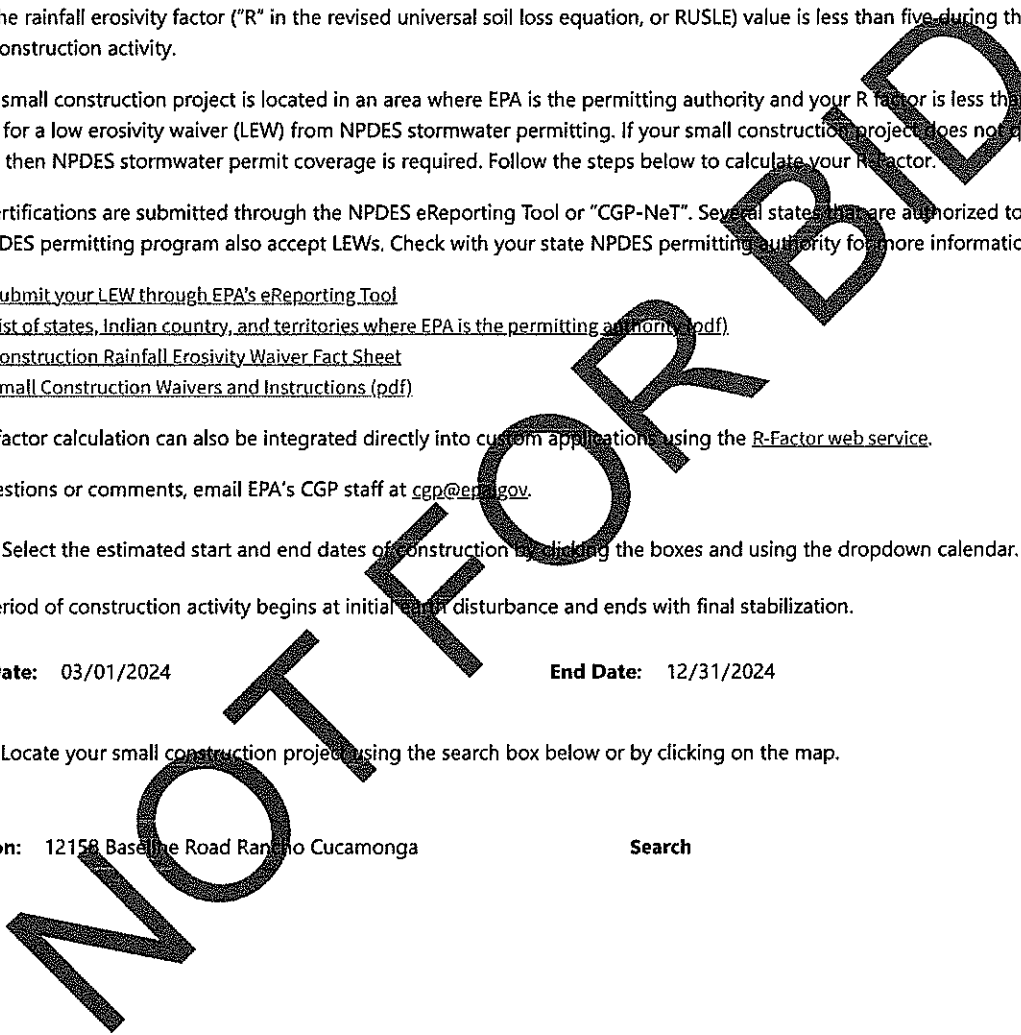 he rainfall erosivity factor ("R" in the revised universal soil loss equation, or RUSLE) value is less than five during th
onstruction activity.
small construction project is located in an area where EPA is the permitting authority and your R factor is less tha
for a low erosivity waiver (LEW) from NPDES stormwater permitting. If your small construction project does not q
then NPDES stormwater permit coverage is required. Follow the steps below to calculate your R-Factor.
ertifications are submitted through the NPDES eReporting Tool or "CGP-NeT". Several states that are authorized to
DES permitting program also accept LEWs. Check with your state NPDES permitting authority for more informatio
ubmit your LEW through EPA's eReporting Tool
ist of states, Indian country, and territories where EPA is the permitting authority (pdf)
onstruction Rainfall Erosivity Waiver Fact Sheet
mall Construction Waivers and Instructions (pdf)
factor calculation can also be integrated directly into custom applications using the R-Factor web service.
estions or comments, email EPA's CGP staff at cgp@epa.gov.
Select the estimated start and end dates of construction by clicking the boxes and using the dropdown calendar.
eriod of construction activity begins at initial earth disturbance and ends with final stabilization.
ate: 03/01/2024 End Date: 12/31/2024
Locate your small construction project using the search box below or by clicking on the map.
on: 12158 Baseline Road Rancho Cucamonga Search
NOT FOR BID